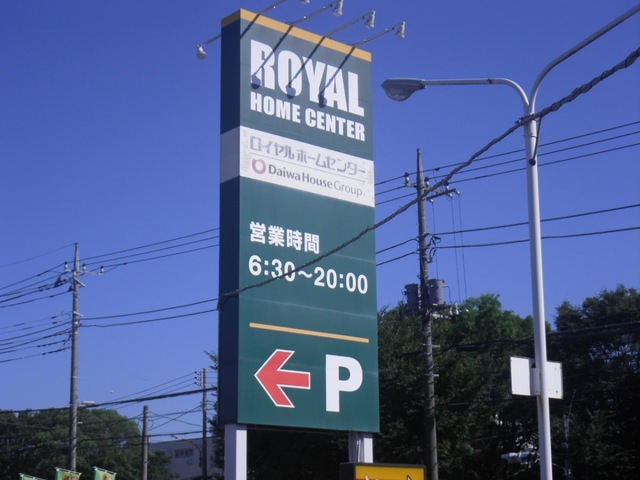 ROYAL
HOME CENTER
ロイヤルホームセンター
Daiwa House Group®
営業時間
6:30〜20:00
P